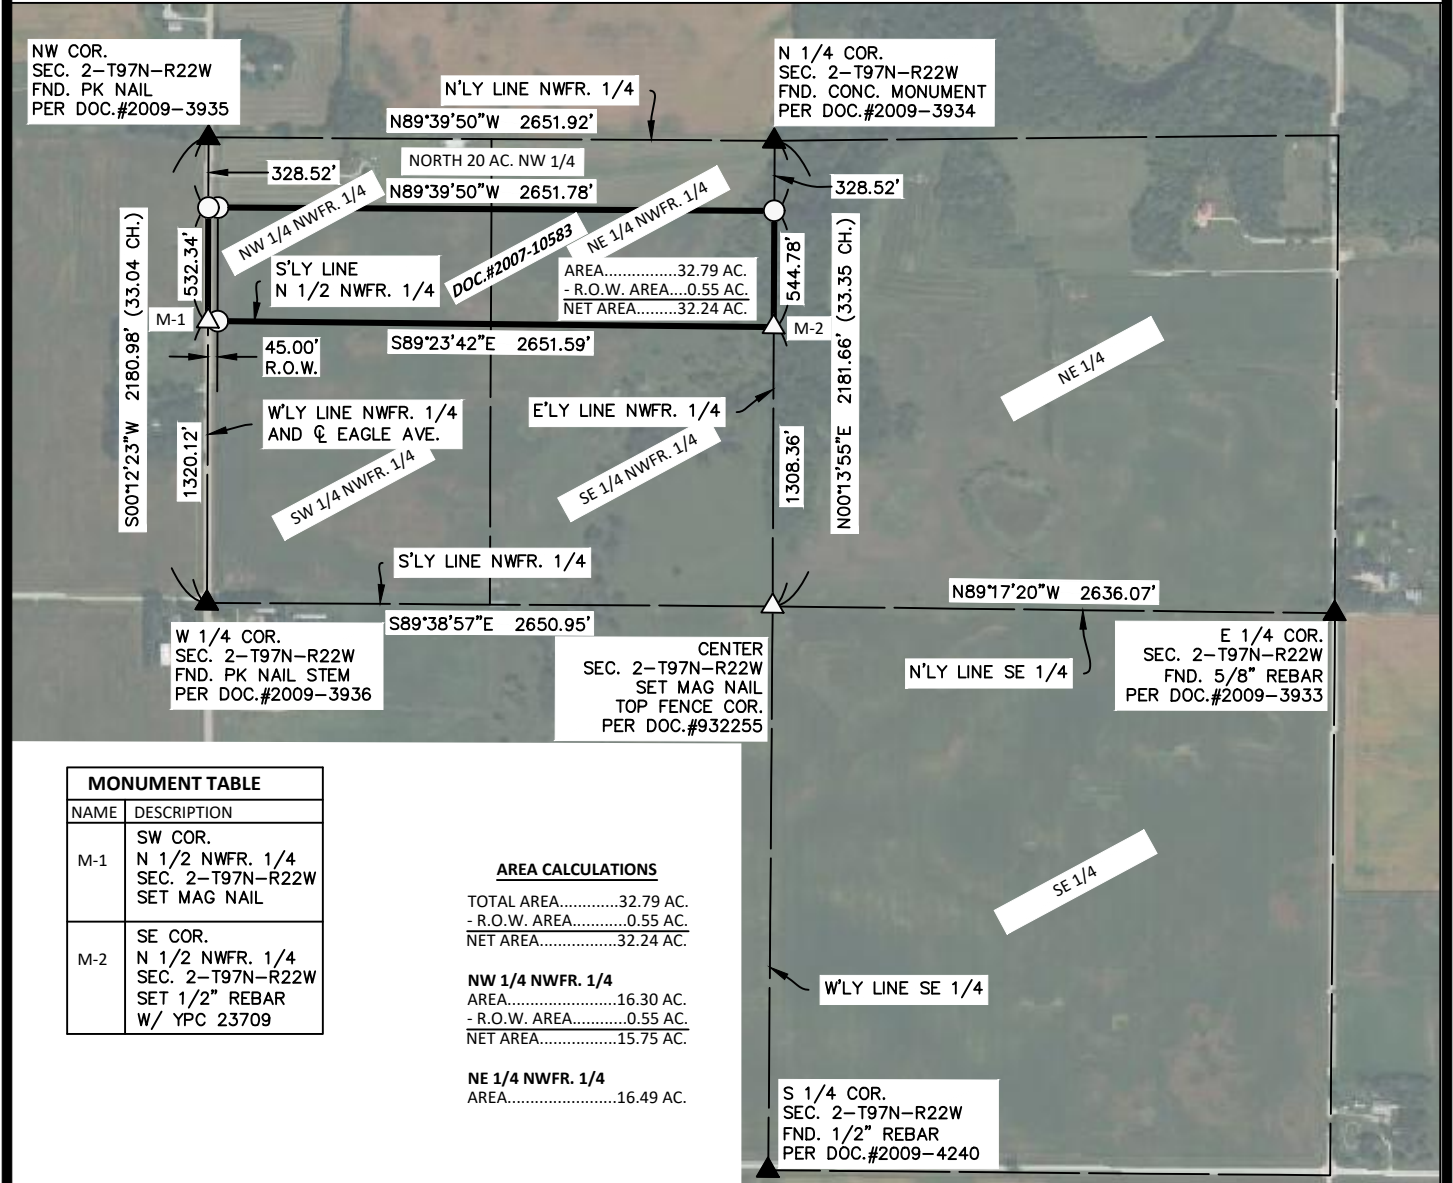 NW COR.
SEC. 2-T97N-R22W
FND. PK NAIL
PER DOC.#2009-3935
N'LY LINE NWFR. 1/4
N89°39'50"W 2651.92'
N 1/4 COR.
SEC. 2-T97N-R22W
FND. CONC. MONUMENT
PER DOC.#2009-3934
NORTH 20 AC. NW 1/4
328.52'
N89°39'50"W 2651.78'
328.52'
S00°12'23"W 2180.98' (33.04 CH.)
532.34'
NW 1/4 NWFR. 1/4
DOC.#2007-10583
NE 1/4 NWFR. 1/4
S'LY LINE
N 1/2 NWFR. 1/4
AREA...............32.79 AC.
- R.O.W. AREA....0.55 AC.
NET AREA.........32.24 AC.
544.78'
N00°13'55"E 2181.66' (33.35 CH.)
M-1
M-2
S89°23'42"E 2651.59'
45.00'
R.O.W.
NE 1/4
W'LY LINE NWFR. 1/4
AND ℄ EAGLE AVE.
E'LY LINE NWFR. 1/4
1320.12'
1308.36'
SW 1/4 NWFR. 1/4
SE 1/4 NWFR. 1/4
S'LY LINE NWFR. 1/4
S89°38'57"E 2650.95'
N89°17'20"W 2636.07'
W 1/4 COR.
SEC. 2-T97N-R22W
FND. PK NAIL STEM
PER DOC.#2009-3936
CENTER
SEC. 2-T97N-R22W
SET MAG NAIL
TOP FENCE COR.
PER DOC.#932255
N'LY LINE SE 1/4
E 1/4 COR.
SEC. 2-T97N-R22W
FND. 5/8" REBAR
PER DOC.#2009-3933
MONUMENT TABLE
NAME DESCRIPTION
M-1
SW COR.
N 1/2 NWFR. 1/4
SEC. 2-T97N-R22W
SET MAG NAIL
M-2
SE COR.
N 1/2 NWFR. 1/4
SEC. 2-T97N-R22W
SET 1/2" REBAR
W/ YPC 23709
AREA CALCULATIONS
TOTAL AREA.............32.79 AC.
- R.O.W. AREA............0.55 AC.
NET AREA.................32.24 AC.
NW 1/4 NWFR. 1/4
AREA........................16.30 AC.
- R.O.W. AREA............0.55 AC.
NET AREA.................15.75 AC.
NE 1/4 NWFR. 1/4
AREA........................16.49 AC.
SE 1/4
W'LY LINE SE 1/4
S 1/4 COR.
SEC. 2-T97N-R22W
FND. 1/2" REBAR
PER DOC.#2009-4240